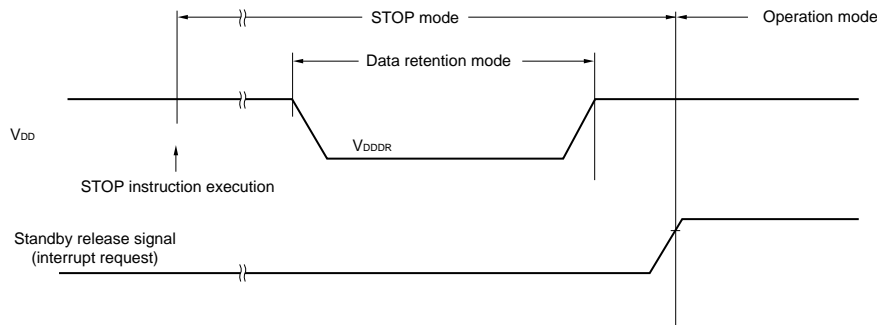 STOP mode
Operation mode
Data retention mode
VDD
VDDDR
STOP instruction execution
Standby release signal
(interrupt request)